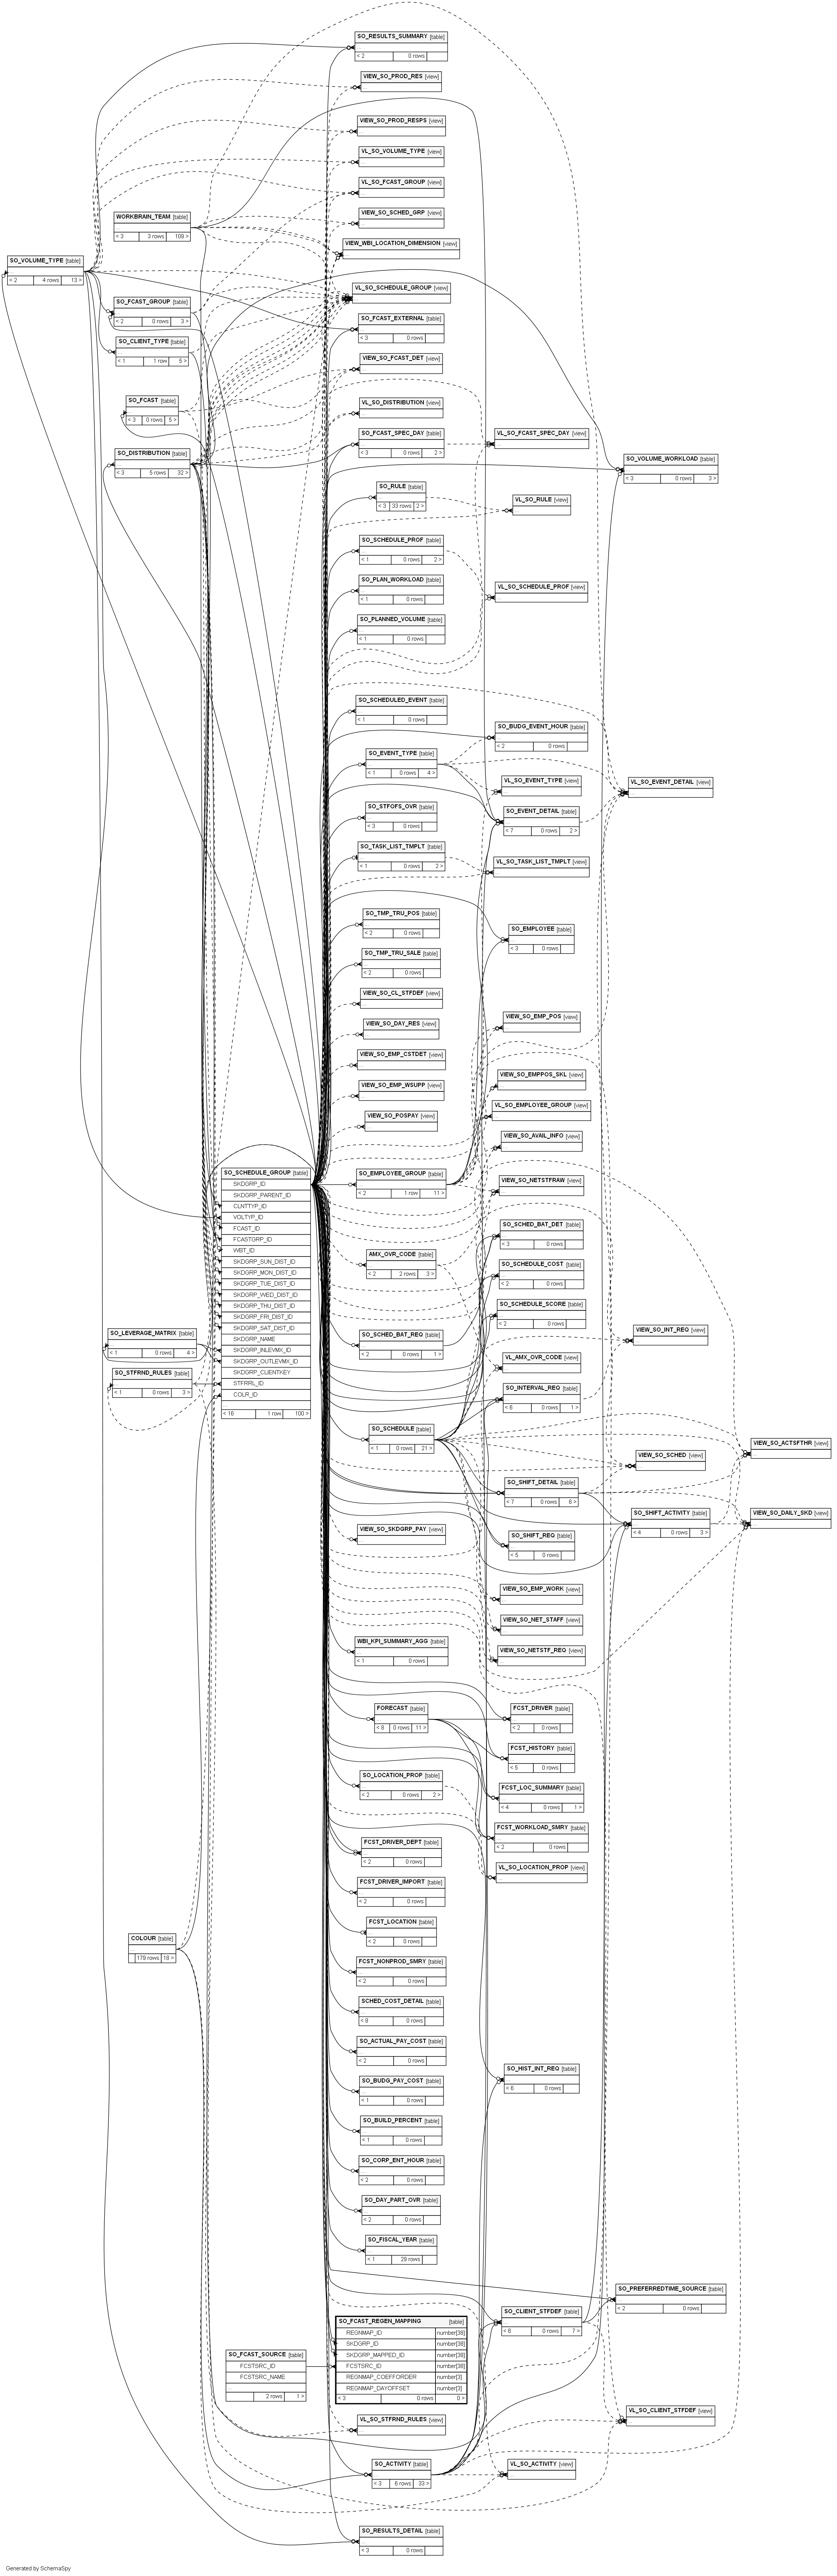 SO_RESULTS_SUMMARY [table]
...
< 2 0 rows
VIEW_SO_PROD_RES [view]
...
VIEW_SO_PROD_RESPS [view]
...
VL_SO_VOLUME_TYPE [view]
...
VL_SO_FCAST_GROUP [view]
...
WORKBRAIN_TEAM [table]
...
< 3 3 rows 109 >
VIEW_SO_SCHED_GRP [view]
...
VIEW_WBI_LOCATION_DIMENSION [view]
...
SO_VOLUME_TYPE [table]
...
< 2 4 rows 13 >
VL_SO_SCHEDULE_GROUP [view]
...
SO_FCAST_GROUP [table]
...
< 2 0 rows 3 >
SO_FCAST_EXTERNAL [table]
...
< 3 0 rows
SO_CLIENT_TYPE [table]
...
< 1 1 row 5 >
VIEW_SO_FCAST_DET [view]
...
SO_FCAST [table]
...
< 3 0 rows 5 >
VL_SO_DISTRIBUTION [view]
...
SO_FCAST_SPEC_DAY [table]
...
< 3 0 rows 2 >
VL_SO_FCAST_SPEC_DAY [view]
...
SO_DISTRIBUTION [table]
...
< 3 5 rows 32 >
SO_VOLUME_WORKLOAD [table]
...
< 3 0 rows 3 >
SO_RULE [table]
...
< 3 33 rows 2 >
VL_SO_RULE [view]
...
SO_SCHEDULE_PROF [table]
...
< 1 0 rows 2 >
SO_PLAN_WORKLOAD [table]
...
< 1 0 rows
VL_SO_SCHEDULE_PROF [view]
...
SO_PLANNED_VOLUME [table]
...
< 1 0 rows
SO_SCHEDULED_EVENT [table]
...
< 1 0 rows
SO_BUDG_EVENT_HOUR [table]
...
< 2 0 rows
SO_EVENT_TYPE [table]
...
< 1 0 rows 4 >
VL_SO_EVENT_TYPE [view]
...
VL_SO_EVENT_DETAIL [view]
...
SO_STFOFS_OVR [table]
...
< 3 0 rows
SO_EVENT_DETAIL [table]
...
< 7 0 rows 2 >
SO_TASK_LIST_TMPLT [table]
...
< 1 0 rows 2 >
VL_SO_TASK_LIST_TMPLT [view]
...
SO_TMP_TRU_POS [table]
...
< 2 0 rows
SO_EMPLOYEE [table]
...
< 3 0 rows
SO_TMP_TRU_SALE [table]
...
< 2 0 rows
VIEW_SO_CL_STFDEF [view]
...
VIEW_SO_DAY_RES [view]
...
VIEW_SO_EMP_POS [view]
...
VIEW_SO_EMP_CSTDET [view]
...
VIEW_SO_EMPPOS_SKL [view]
...
VIEW_SO_EMP_WSUPP [view]
...
VL_SO_EMPLOYEE_GROUP [view]
...
VIEW_SO_POSPAY [view]
...
VIEW_SO_AVAIL_INFO [view]
...
SO_EMPLOYEE_GROUP [table]
...
< 2 1 row 11 >
VIEW_SO_NETSTFRAW [view]
...
SO_SCHEDULE_GROUP [table]
SKDGRP_ID
SKDGRP_PARENT_ID
CLNTTYP_ID
VOLTYP_ID
FCAST_ID
FCASTGRP_ID
WBT_ID
SKDGRP_SUN_DIST_ID
SKDGRP_MON_DIST_ID
SKDGRP_TUE_DIST_ID
SKDGRP_WED_DIST_ID
SKDGRP_THU_DIST_ID
SKDGRP_FRI_DIST_ID
SKDGRP_SAT_DIST_ID
SKDGRP_NAME
SKDGRP_INLEVMX_ID
SKDGRP_OUTLEVMX_ID
SKDGRP_CLIENTKEY
STFRRL_ID
COLR_ID
...
< 16 1 row 100 >
SO_SCHED_BAT_DET [table]
...
< 3 0 rows
AMX_OVR_CODE [table]
...
< 2 2 rows 3 >
SO_SCHEDULE_COST [table]
...
< 2 0 rows
SO_SCHEDULE_SCORE [table]
...
< 2 0 rows
SO_LEVERAGE_MATRIX [table]
...
< 1 0 rows 4 >
SO_SCHED_BAT_REQ [table]
...
< 2 0 rows 1 >
VIEW_SO_INT_REQ [view]
...
VL_AMX_OVR_CODE [view]
...
SO_STFRND_RULES [table]
...
< 1 0 rows 3 >
SO_INTERVAL_REQ [table]
...
< 6 0 rows 1 >
SO_SCHEDULE [table]
...
< 1 0 rows 21 >
VIEW_SO_ACTSFTHR [view]
...
VIEW_SO_SCHED [view]
...
SO_SHIFT_DETAIL [table]
...
< 7 0 rows 6 >
SO_SHIFT_ACTIVITY [table]
...
< 4 0 rows 3 >
VIEW_SO_DAILY_SKD [view]
...
VIEW_SO_SKDGRP_PAY [view]
...
SO_SHIFT_REQ [table]
...
< 5 0 rows
VIEW_SO_EMP_WORK [view]
...
VIEW_SO_NET_STAFF [view]
...
WBI_KPI_SUMMARY_AGG [table]
...
< 1 0 rows
VIEW_SO_NETSTF_REQ [view]
...
FORECAST [table]
...
< 8 0 rows 11 >
FCST_DRIVER [table]
...
< 2 0 rows
FCST_HISTORY [table]
...
< 5 0 rows
SO_LOCATION_PROP [table]
...
< 2 0 rows 2 >
FCST_LOC_SUMMARY [table]
...
< 4 0 rows 1 >
FCST_WORKLOAD_SMRY [table]
...
< 2 0 rows
FCST_DRIVER_DEPT [table]
...
< 2 0 rows
VL_SO_LOCATION_PROP [view]
...
FCST_DRIVER_IMPORT [table]
...
< 2 0 rows
FCST_LOCATION [table]
...
< 2 0 rows
COLOUR [table]
...
179 rows 18 >
FCST_NONPROD_SMRY [table]
...
< 2 0 rows
SCHED_COST_DETAIL [table]
...
< 8 0 rows
SO_ACTUAL_PAY_COST [table]
...
< 2 0 rows
SO_HIST_INT_REQ [table]
...
< 6 0 rows
SO_BUDG_PAY_COST [table]
...
< 1 0 rows
SO_BUILD_PERCENT [table]
...
< 1 0 rows
SO_CORP_ENT_HOUR [table]
...
< 2 0 rows
SO_DAY_PART_OVR [table]
...
< 2 0 rows
SO_FISCAL_YEAR [table]
...
< 1 29 rows
SO_PREFERREDTIME_SOURCE [table]
...
< 2 0 rows
SO_CLIENT_STFDEF [table]
...
< 6 0 rows 7 >
SO_FCAST_REGEN_MAPPING [table]
REGNMAP_ID number[38]
SKDGRP_ID number[38]
SKDGRP_MAPPED_ID number[38]
FCSTSRC_ID number[38]
REGNMAP_COEFFORDER number[3]
REGNMAP_DAYOFFSET number[3]
< 3 0 rows 0 >
SO_FCAST_SOURCE [table]
FCSTSRC_ID
FCSTSRC_NAME
...
2 rows 1 >
VL_SO_STFRND_RULES [view]
...
VL_SO_CLIENT_STFDEF [view]
...
SO_ACTIVITY [table]
...
< 3 6 rows 33 >
VL_SO_ACTIVITY [view]
...
SO_RESULTS_DETAIL [table]
...
< 3 0 rows
Generated by SchemaSpy